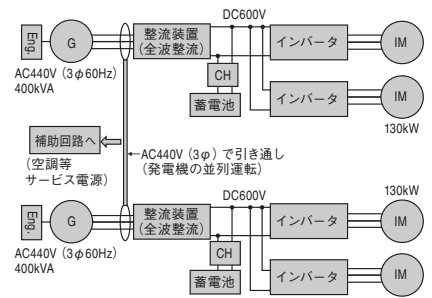 DC600V
Eng.
G
整流装置
(全波整流)
インバータ
IM
AC440V (3φ60Hz)
400kVA
CH
蓄電池
インバータ
IM
130kW
補助回路へ
(空調等
サービス電源)
AC440V (3φ) で引き通し
(発電機の並列運転)
DC600V
130kW
Eng.
G
整流装置
(全波整流)
インバータ
IM
AC440V (3φ60Hz)
400kVA
CH
蓄電池
インバータ
IM